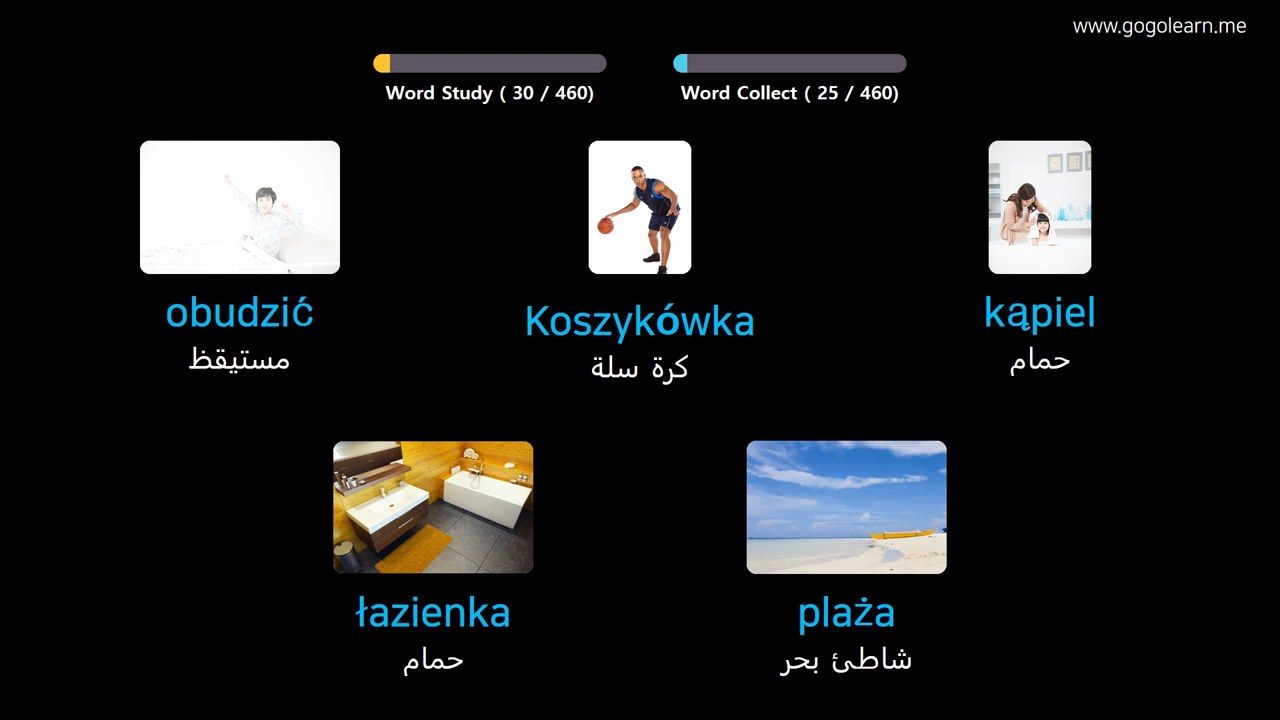 www.gogolearn.me
Word Study ( 30 / 460)
Word Collect ( 25 / 460)
obudzić
مستيقظ
Koszykówka
كرة سلة
kąpiel
حمام
łazienka
حمام
plaża
شاطئ بحر